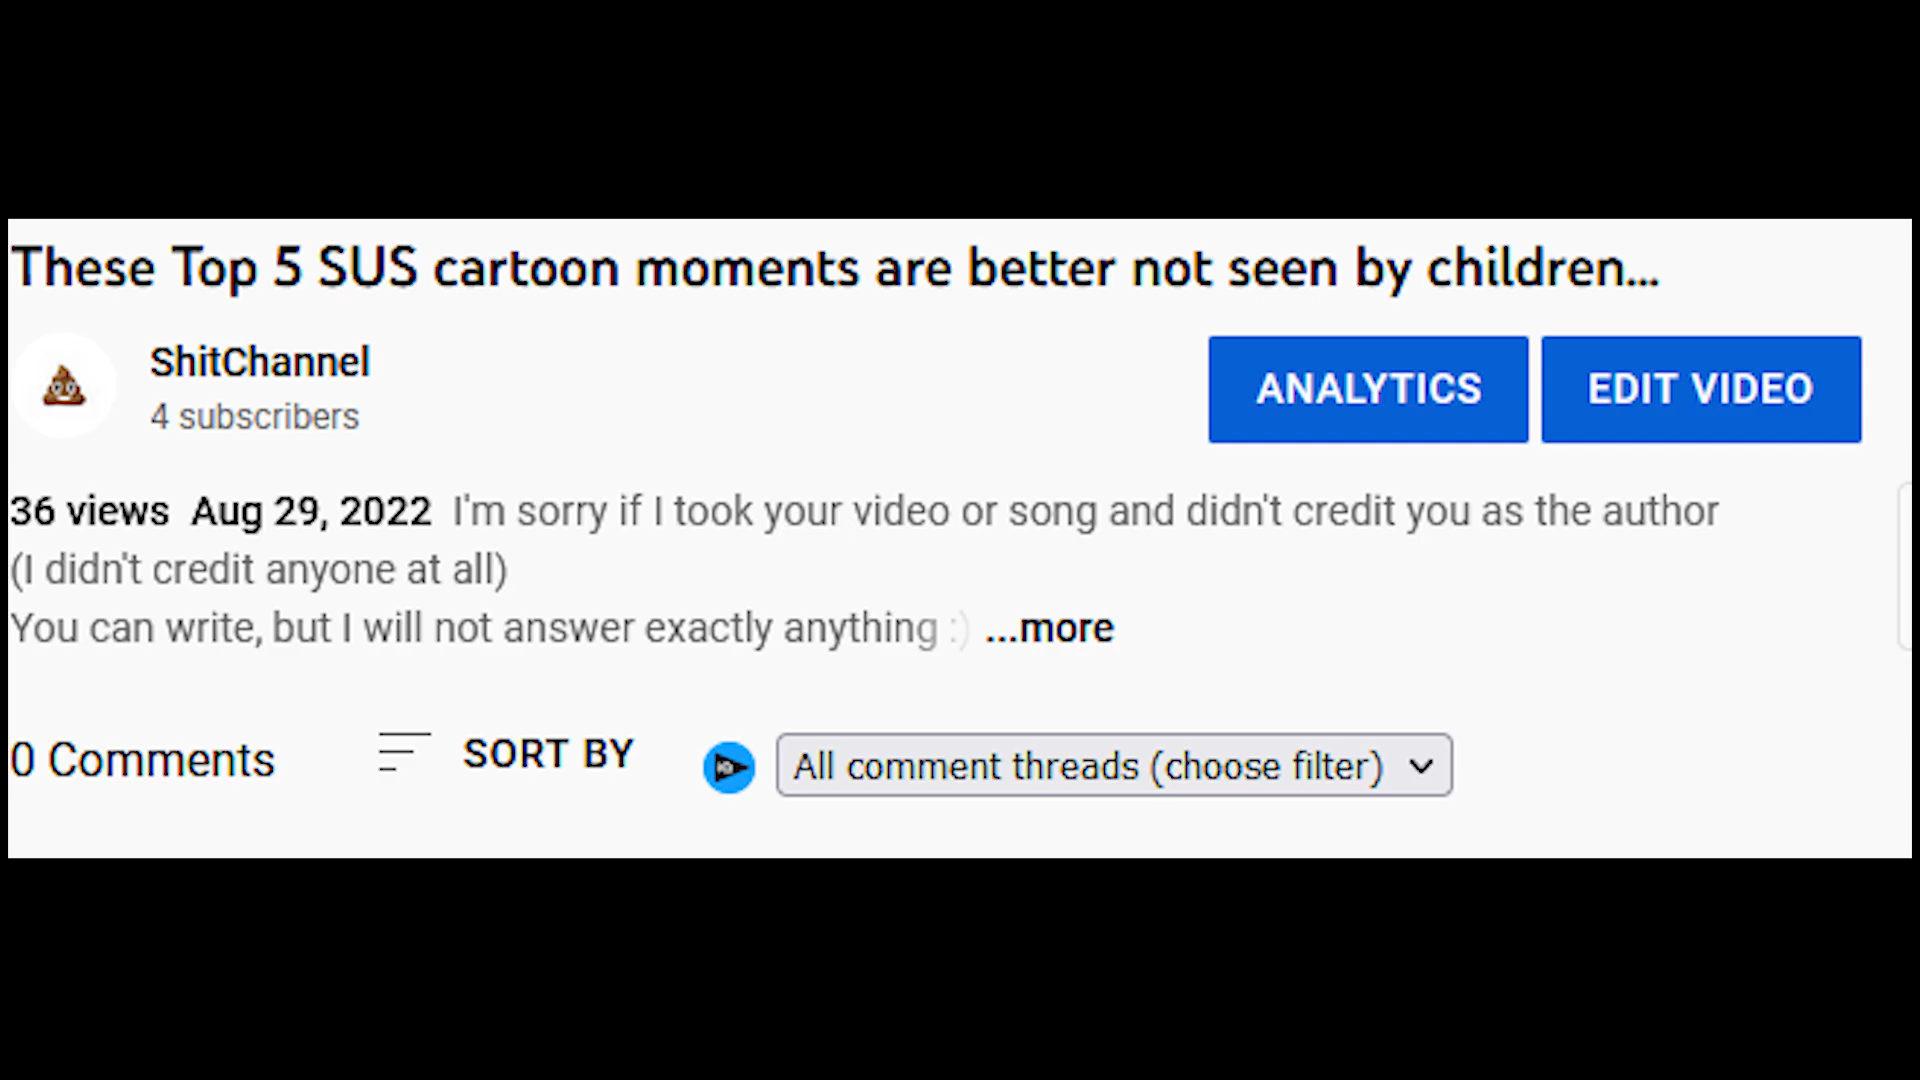 These Top 5 SUS cartoon moments are better not seen by children...
ShitChannel
4 subscribers
ANALYTICS
EDIT VIDEO
36 views Aug 29, 2022 I'm sorry if I took your video or song and didn't credit you as the author
(I didn't credit anyone at all)
You can write, but I will not answer exactly anything :) ...more
0 Comments
SORT BY
All comment threads (choose filter)